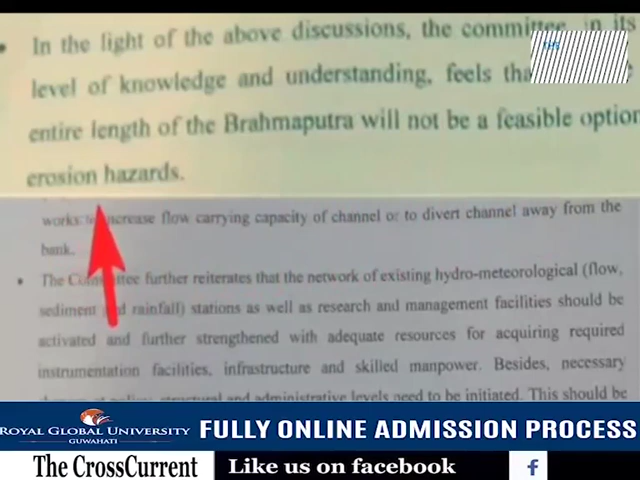 In the light of the above discussions, the committee, in its
level of knowledge and understanding, feels
entire length of the Brahmaputra will not be a feasible option
erosion hazards.
works increase flow carrying capacity of channel or to divert channel away from the
bank.
The further reiterates that the network of existing hydro-meteorological (flow,
sediment rainfall) stations as well as research and management facilities should be
activated and further strengthened with adequate resources for acquiring required
instrumentation facilities, infrastructure and skilled manpower. Besides, necessary
structural and administrative levels need to be initiated. This should be
ROYAL GLOBAL UNIVERSITY
GUWAHATI
FULLY ONLINE ADMISSION PROCESS
The CrossCurrent
Like us on facebook
f